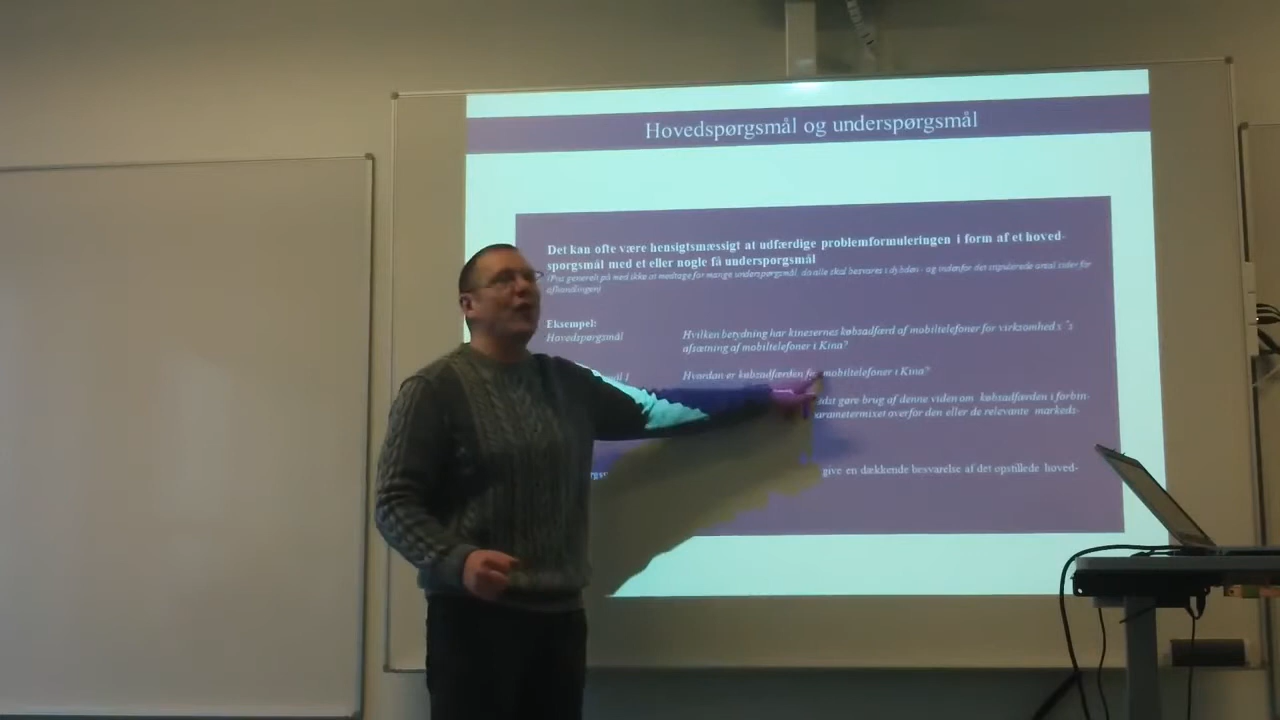 Hovedspørgsmål og underspørgsmål
Det kan ofte være hensigtsmæssigt at udfærdige problemformuleringen i form af et hoved-
spørgsmål med et eller nogle få underspørgsmål
(Pas generelt på med ikke at medtage for mange underspørgsmål, da alle skal besvares i dybden - og indenfor det stipulerede antal sider for
afhandlingen)
Eksempel:
Hovedspørgsmål
Hvilken betydning har kinesernes købsadfærd af mobiltelefoner for virksomhed x´s
afsætning af mobiltelefoner i Kina?
Hvordan er købsadfærden for mobiltelefoner i Kina?
gøre brug af denne viden om købsadfærden i forbin-
parametermixet overfor den eller de relevante markeds-
give en dækkende besvarelse af det opstillede hoved-